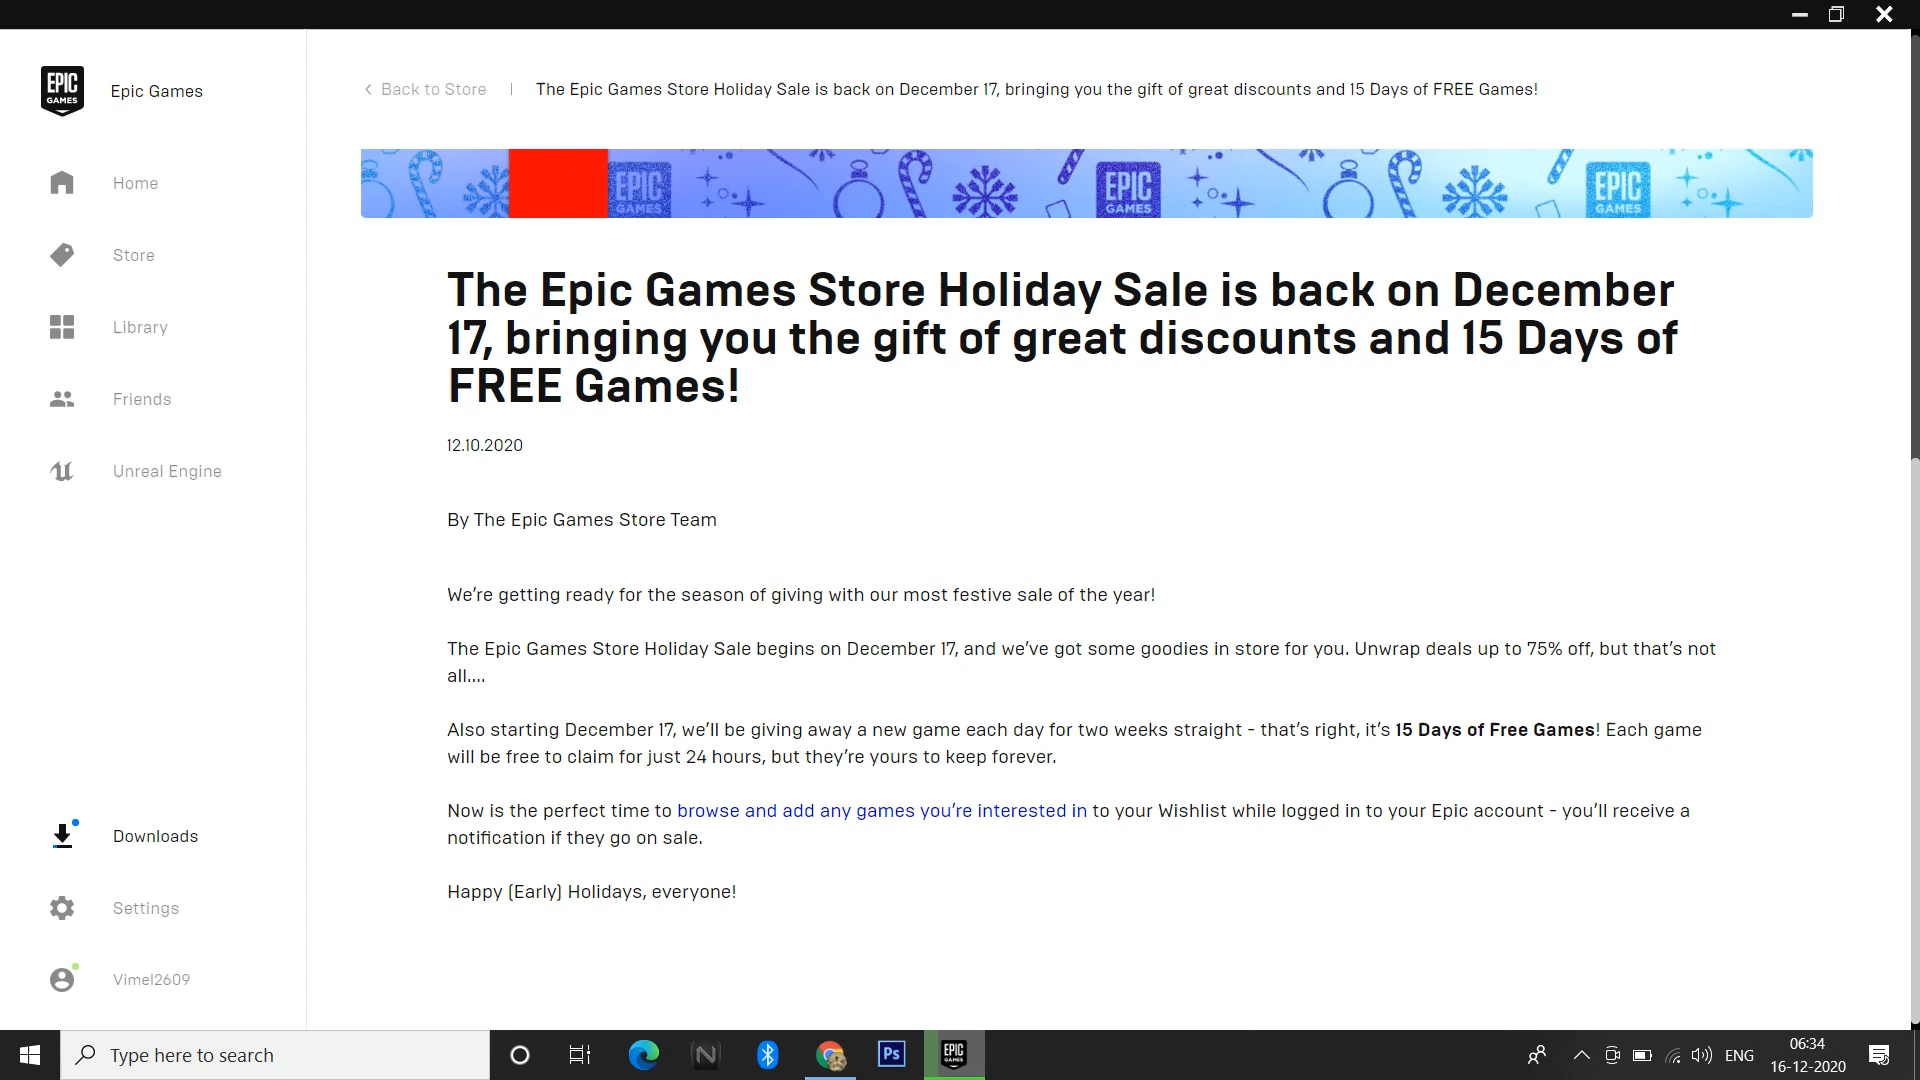 EPIC GAMES
Epic Games
Back to Store
The Epic Games Store Holiday Sale is back on December 17, bringing you the gift of great discounts and 15 Days of FREE Games!
Home
Store
Library
Friends
Home
Unreal Engine
Downloads
Settings
Vimel2609
EPIC GAMES
EPIC GAMES
EPIC GAMES
The Epic Games Store Holiday Sale is back on December
17, bringing you the gift of great discounts and 15 Days of
FREE Games!
12.10.2020
By The Epic Games Store Team
We’re getting ready for the season of giving with our most festive sale of the year!
The Epic Games Store Holiday Sale begins on December 17, and we’ve got some goodies in store for you. Unwrap deals up to 75% off, but that’s not
all....
Also starting December 17, we’ll be giving away a new game each day for two weeks straight - that’s right, it’s 15 Days of Free Games! Each game
will be free to claim for just 24 hours, but they’re yours to keep forever.
Now is the perfect time to browse and add any games you’re interested in to your Wishlist while logged in to your Epic account - you’ll receive a
notification if they go on sale.
Happy (Early) Holidays, everyone!
Type here to search
N
Ps
EPIC GAMES
ENG
06:34
16-12-2020